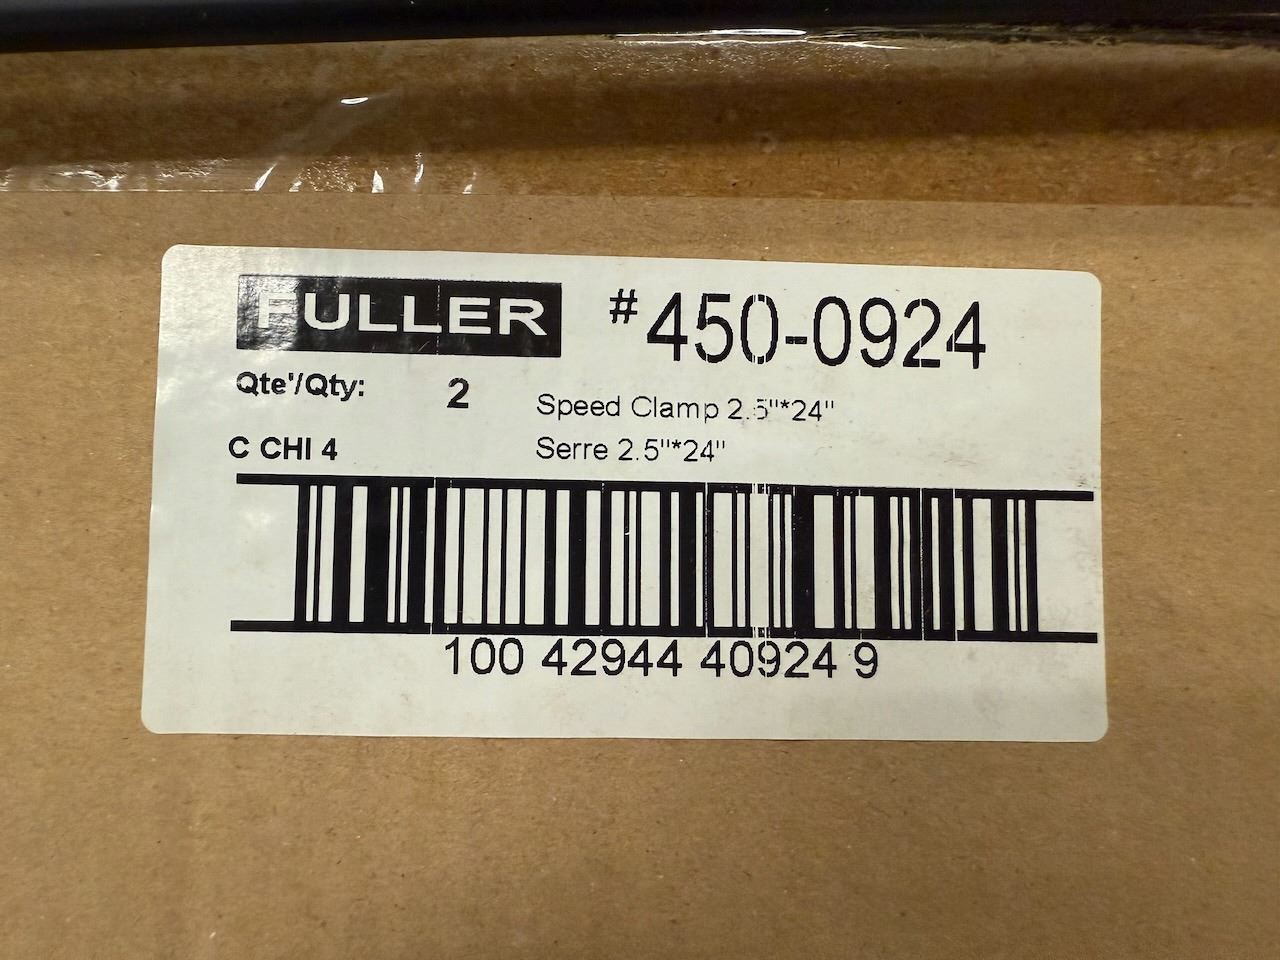 FULLER #450-0924
Qte'/Qty: 2
Speed Clamp 2.5"*24"
C CHI 4
Serre 2.5"*24"
100 42944 40924 9